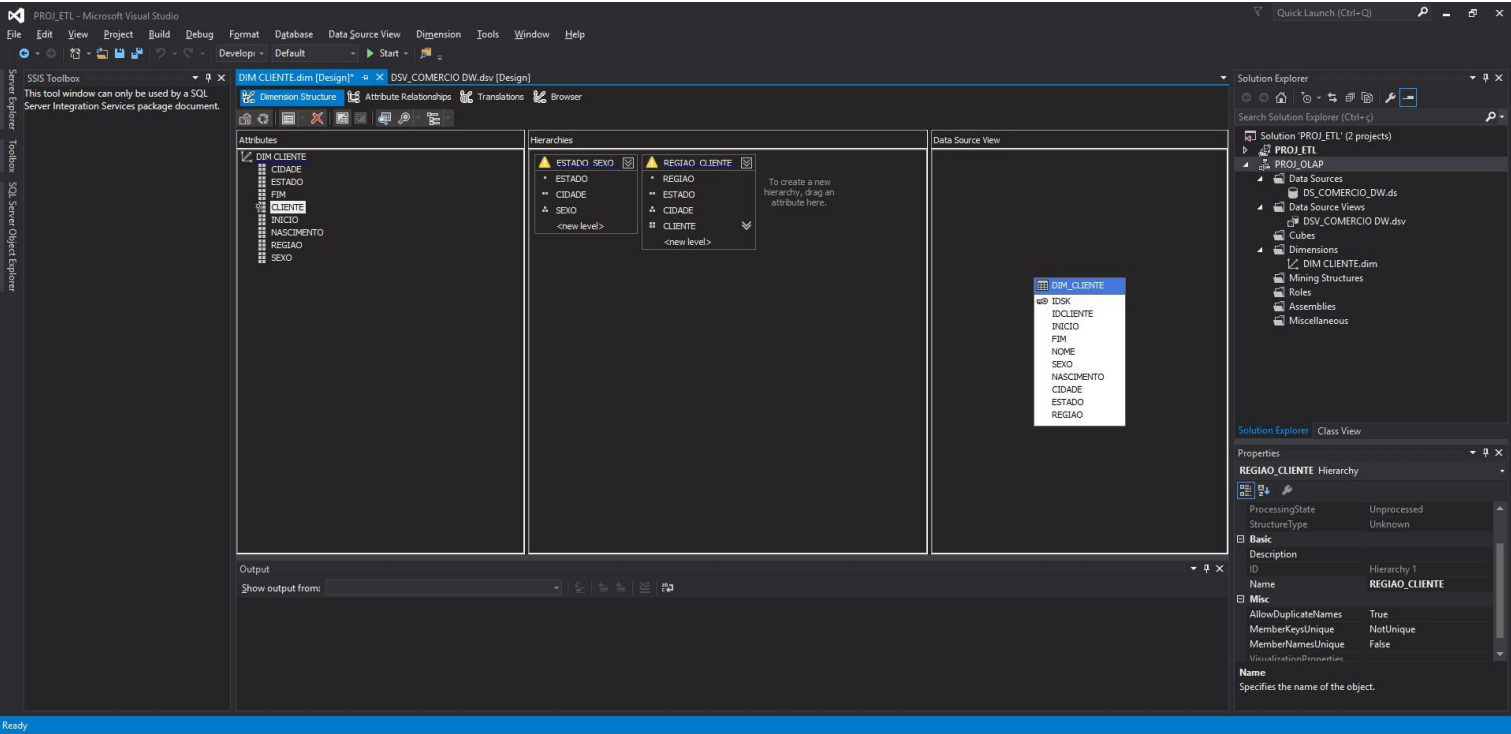 PROJ_ETL - Microsoft Visual Studio
Quick Launch (Ctrl+Q)
File Edit View Project Build Debug Format Database Data Source View Dimension Tools Window Help
Developi Default Start
Server Explorer
Toolbox
SQL Server Object Explorer
SSIS Toolbox
This tool window can only be used by a SQL
Server Integration Services package document.
DIM CLIENTE.dim [Design]* DSV_COMERCIO DW.dsv [Design]
Dimension Structure Attribute Relationships Translations Browser
Attributes
DIM CLIENTE
CIDADE
ESTADO
FIM
CLIENTE
INICIO
NASCIMENTO
REGIAO
SEXO
Hierarchies
ESTADO_SEXO
ESTADO
CIDADE
SEXO
<new level>
REGIAO_CLIENTE
REGIAO
ESTADO
CIDADE
CLIENTE
<new level>
To create a new
hierarchy, drag an
attribute here.
Data Source View
DIM_CLIENTE
IDSK
IDCLIENTE
INICIO
FIM
NOME
SEXO
NASCIMENTO
CIDADE
ESTADO
REGIAO
Output
Show output from:
Solution Explorer
Search Solution Explorer (Ctrl+ç)
Solution 'PROJ_ETL' (2 projects)
PROJ_ETL
PROJ_OLAP
Data Sources
DS_COMERCIO_DW.ds
Data Source Views
DSV_COMERCIO DW.dsv
Cubes
Dimensions
DIM CLIENTE.dim
Mining Structures
Roles
Assemblies
Miscellaneous
Solution Explorer Class View
Properties
REGIAO_CLIENTE Hierarchy
ProcessingState Unprocessed
StructureType Unknown
Basic
Description
ID Hierarchy 1
Name REGIAO_CLIENTE
Misc
AllowDuplicateNames True
MemberKeysUnique NotUnique
MemberNamesUnique False
VisualizationProperties
Name
Specifies the name of the object.
Ready